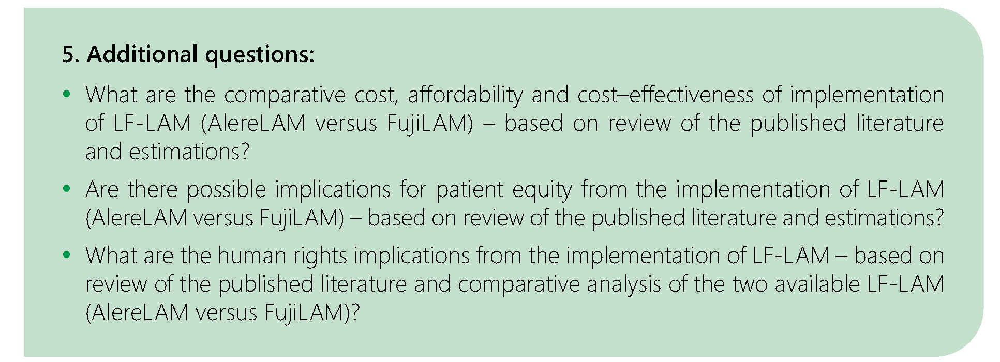 5. Additional questions:
• What are the comparative cost, affordability and cost–effectiveness of implementation
of LF-LAM (AlereLAM versus FujiLAM) – based on review of the published literature
and estimations?
• Are there possible implications for patient equity from the implementation of LF-LAM
(AlereLAM versus FujiLAM) – based on review of the published literature and estimations?
• What are the human rights implications from the implementation of LF-LAM – based on
review of the published literature and comparative analysis of the two available LF-LAM
(AlereLAM versus FujiLAM)?